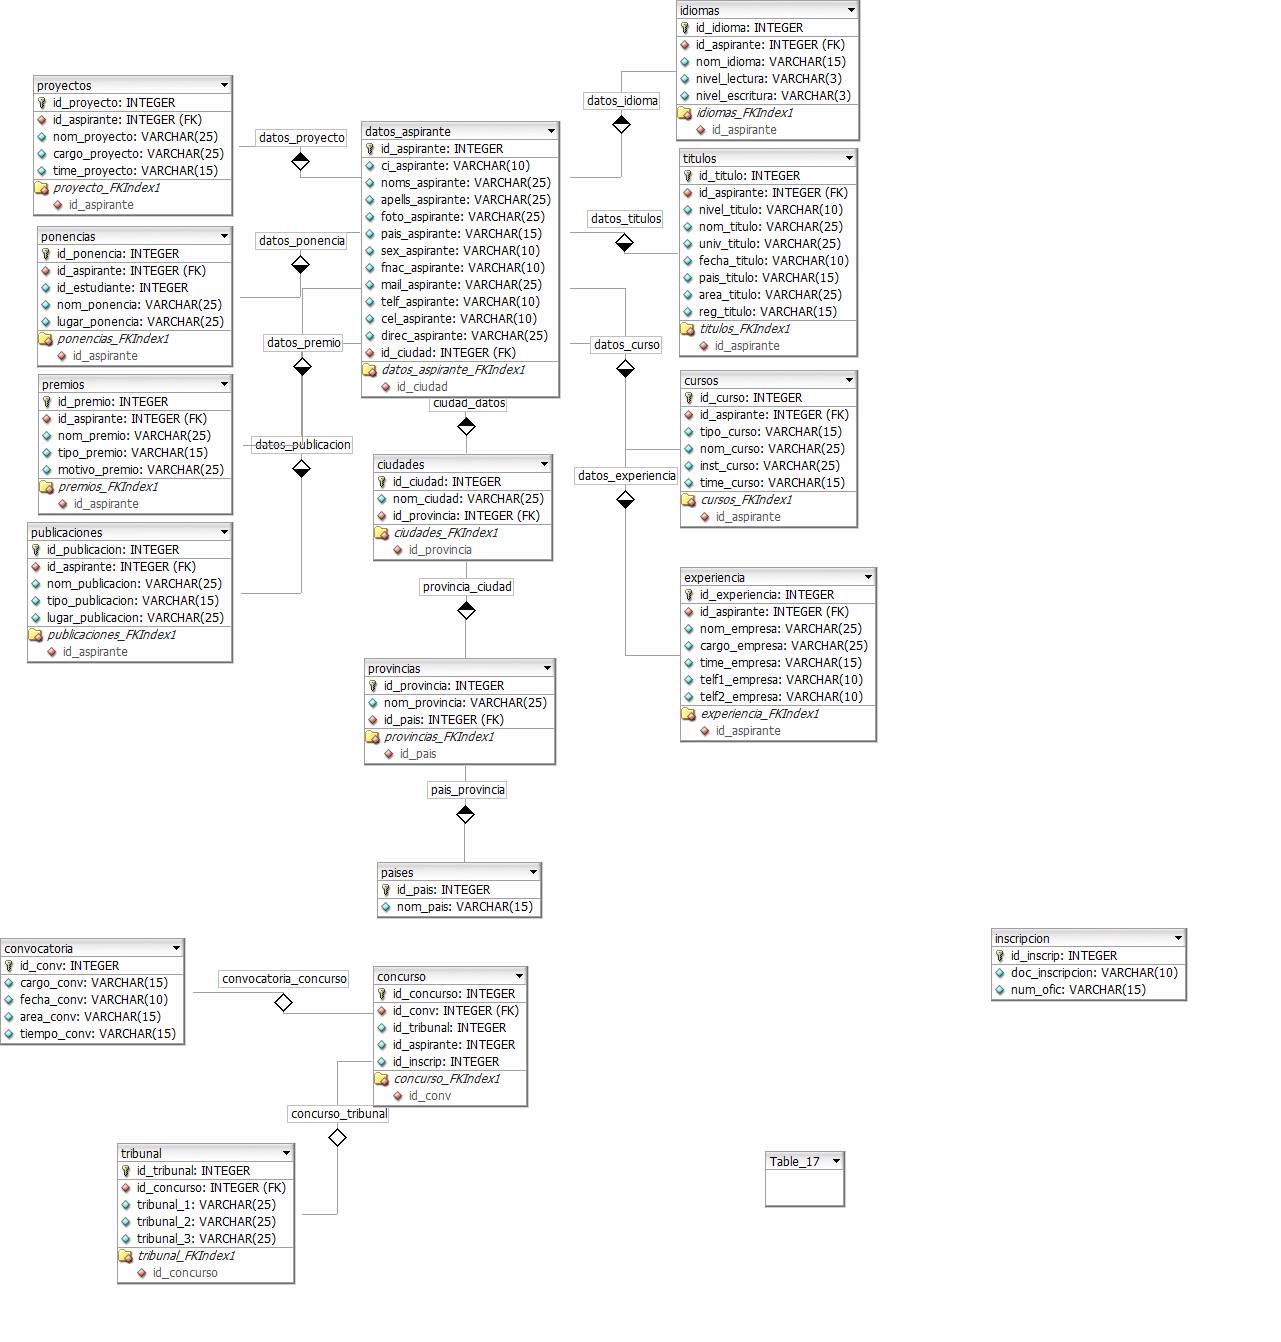 idiomas
id_idioma: INTEGER
id_aspirante: INTEGER (FK)
nom_idioma: VARCHAR(15)
nivel_lectura: VARCHAR(3)
nivel_escritura: VARCHAR(3)
idiomas_FKIndex1
id_aspirante
proyectos
id_proyecto: INTEGER
id_aspirante: INTEGER (FK)
nom_proyecto: VARCHAR(25)
cargo_proyecto: VARCHAR(25)
time_proyecto: VARCHAR(15)
proyecto_FKIndex1
id_aspirante
datos_proyecto
datos_idioma
datos_aspirante
id_aspirante: INTEGER
ci_aspirante: VARCHAR(10)
noms_aspirante: VARCHAR(25)
apells_aspirante: VARCHAR(25)
foto_aspirante: VARCHAR(25)
pais_aspirante: VARCHAR(15)
sex_aspirante: VARCHAR(10)
fnac_aspirante: VARCHAR(10)
mail_aspirante: VARCHAR(25)
telf_aspirante: VARCHAR(10)
cel_aspirante: VARCHAR(10)
direc_aspirante: VARCHAR(25)
id_ciudad: INTEGER (FK)
datos_aspirante_FKIndex1
id_ciudad
titulos
id_titulo: INTEGER
id_aspirante: INTEGER (FK)
nivel_titulo: VARCHAR(10)
nom_titulo: VARCHAR(25)
univ_titulo: VARCHAR(25)
fecha_titulo: VARCHAR(10)
pais_titulo: VARCHAR(15)
area_titulo: VARCHAR(25)
reg_titulo: VARCHAR(15)
titulos_FKIndex1
id_aspirante
datos_titulos
ponencias
id_ponencia: INTEGER
id_aspirante: INTEGER (FK)
id_estudiante: INTEGER
nom_ponencia: VARCHAR(25)
lugar_ponencia: VARCHAR(25)
ponencias_FKIndex1
id_aspirante
datos_ponencia
datos_premio
datos_curso
premios
id_premio: INTEGER
id_aspirante: INTEGER (FK)
nom_premio: VARCHAR(25)
tipo_premio: VARCHAR(15)
motivo_premio: VARCHAR(25)
premios_FKIndex1
id_aspirante
datos_publicacion
ciudad_datos
cursos
id_curso: INTEGER
id_aspirante: INTEGER (FK)
tipo_curso: VARCHAR(15)
nom_curso: VARCHAR(25)
inst_curso: VARCHAR(25)
time_curso: VARCHAR(15)
cursos_FKIndex1
id_aspirante
datos_experiencia
ciudades
id_ciudad: INTEGER
nom_ciudad: VARCHAR(25)
id_provincia: INTEGER (FK)
ciudades_FKIndex1
id_provincia
publicaciones
id_publicacion: INTEGER
id_aspirante: INTEGER (FK)
nom_publicacion: VARCHAR(25)
tipo_publicacion: VARCHAR(15)
lugar_publicacion: VARCHAR(25)
publicaciones_FKIndex1
id_aspirante
provincia_ciudad
experiencia
id_experiencia: INTEGER
id_aspirante: INTEGER (FK)
nom_empresa: VARCHAR(25)
cargo_empresa: VARCHAR(25)
time_empresa: VARCHAR(15)
telf1_empresa: VARCHAR(10)
telf2_empresa: VARCHAR(10)
experiencia_FKIndex1
id_aspirante
provincias
id_provincia: INTEGER
nom_provincia: VARCHAR(25)
id_pais: INTEGER (FK)
provincias_FKIndex1
id_pais
pais_provincia
paises
id_pais: INTEGER
nom_pais: VARCHAR(15)
convocatoria
id_conv: INTEGER
cargo_conv: VARCHAR(15)
fecha_conv: VARCHAR(10)
area_conv: VARCHAR(15)
tiempo_conv: VARCHAR(15)
convocatoria_concurso
concurso
id_concurso: INTEGER
id_conv: INTEGER (FK)
id_tribunal: INTEGER
id_aspirante: INTEGER
id_inscrip: INTEGER
concurso_FKIndex1
id_conv
inscripcion
id_inscrip: INTEGER
doc_inscripcion: VARCHAR(10)
num_ofic: VARCHAR(15)
concurso_tribunal
tribunal
id_tribunal: INTEGER
id_concurso: INTEGER (FK)
tribunal_1: VARCHAR(25)
tribunal_2: VARCHAR(25)
tribunal_3: VARCHAR(25)
tribunal_FKIndex1
id_concurso
Table_17